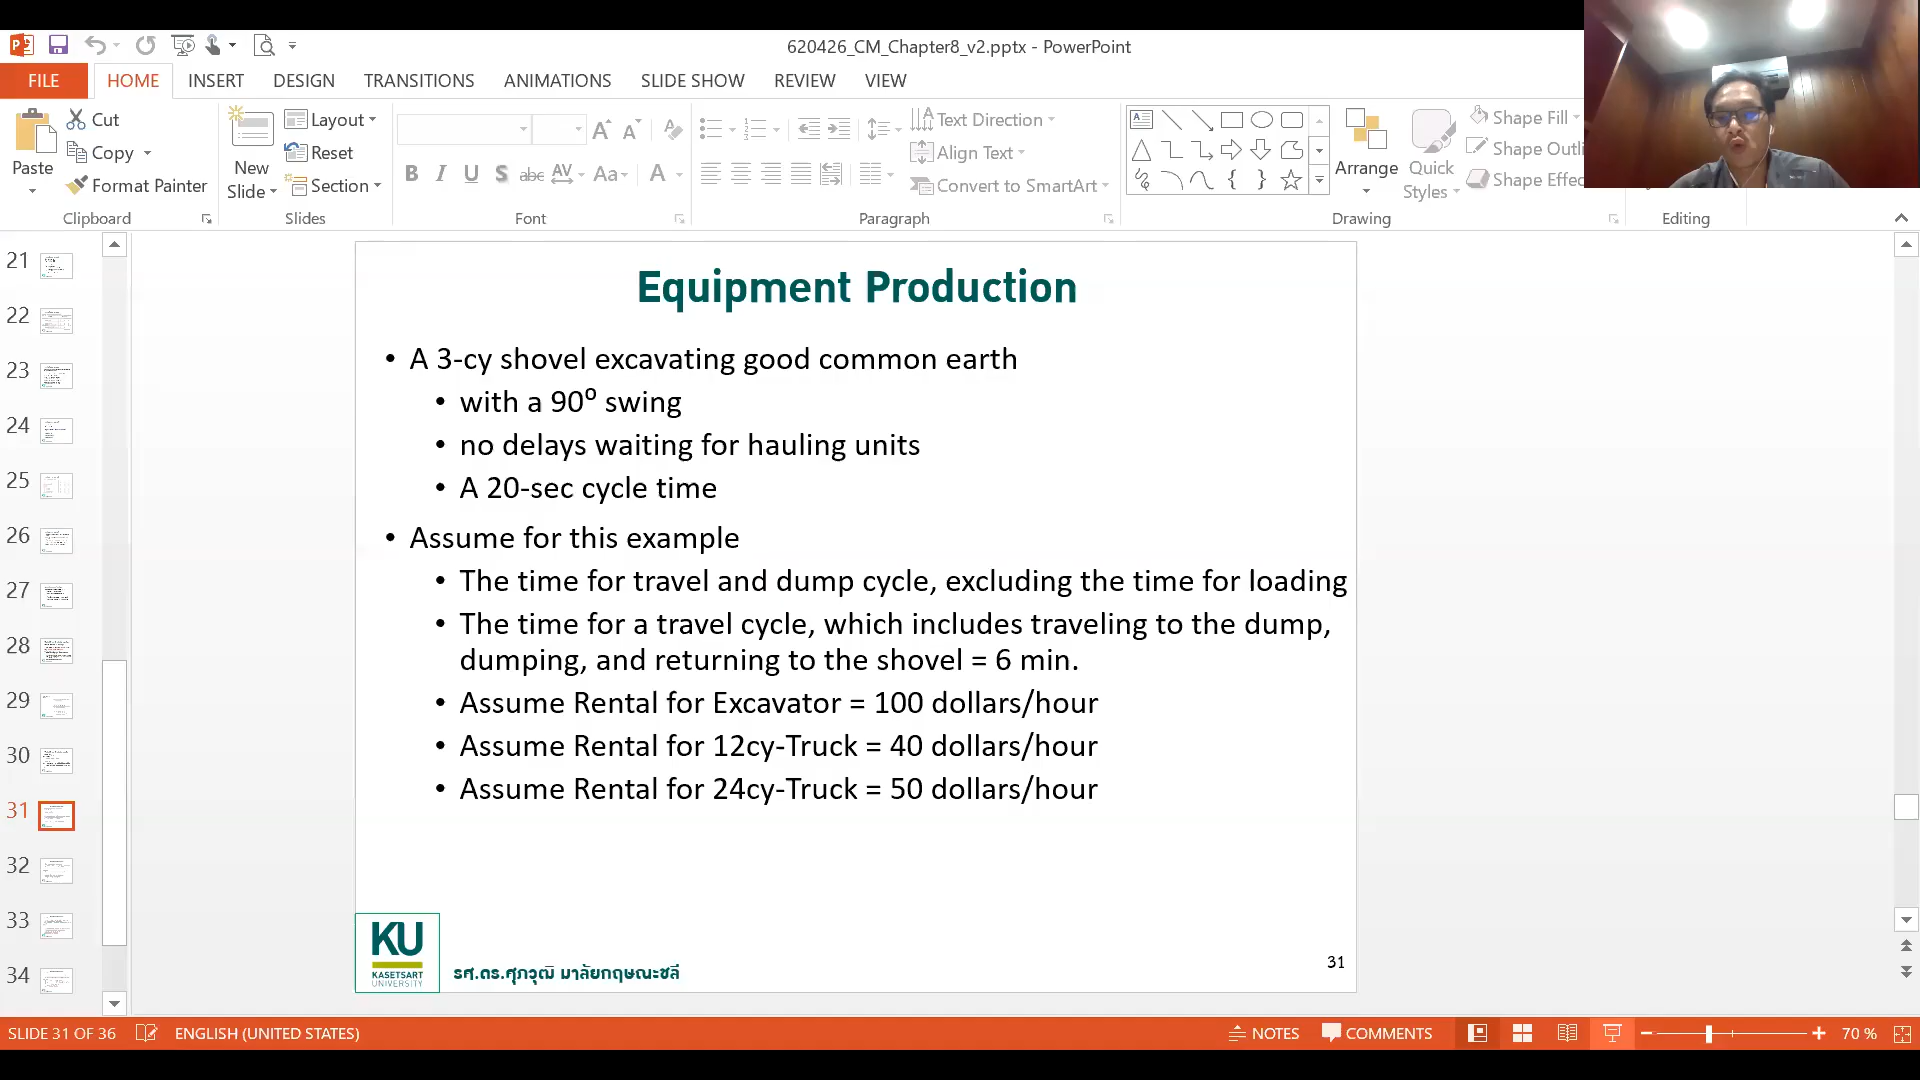 620426_CM_Chapter8_v2.pptx - PowerPoint
FILE HOME INSERT DESIGN TRANSITIONS ANIMATIONS SLIDE SHOW REVIEW VIEW
Paste
Cut
Copy
Format Painter
Clipboard
New Slide
Layout
Reset
Section
Slides
B I U S abc AV Aa A
Font
Text Direction
Align Text
Convert to SmartArt
Paragraph
Arrange
Quick Styles
Shape Fill
Shape Outli
Shape Effec
Drawing
Editing
21
22
23
24
25
26
27
28
29
30
31
32
33
34
Equipment Production
• A 3-cy shovel excavating good common earth
• with a 90⁰ swing
• no delays waiting for hauling units
• A 20-sec cycle time
• Assume for this example
• The time for travel and dump cycle, excluding the time for loading
• The time for a travel cycle, which includes traveling to the dump,
dumping, and returning to the shovel = 6 min.
• Assume Rental for Excavator = 100 dollars/hour
• Assume Rental for 12cy-Truck = 40 dollars/hour
• Assume Rental for 24cy-Truck = 50 dollars/hour
KU
KASETSART
UNIVERSITY
รศ.ดร.ศุภวุฒิ มาลัยกฤษณะชลี
31
SLIDE 31 OF 36 ENGLISH (UNITED STATES) NOTES COMMENTS 70 %